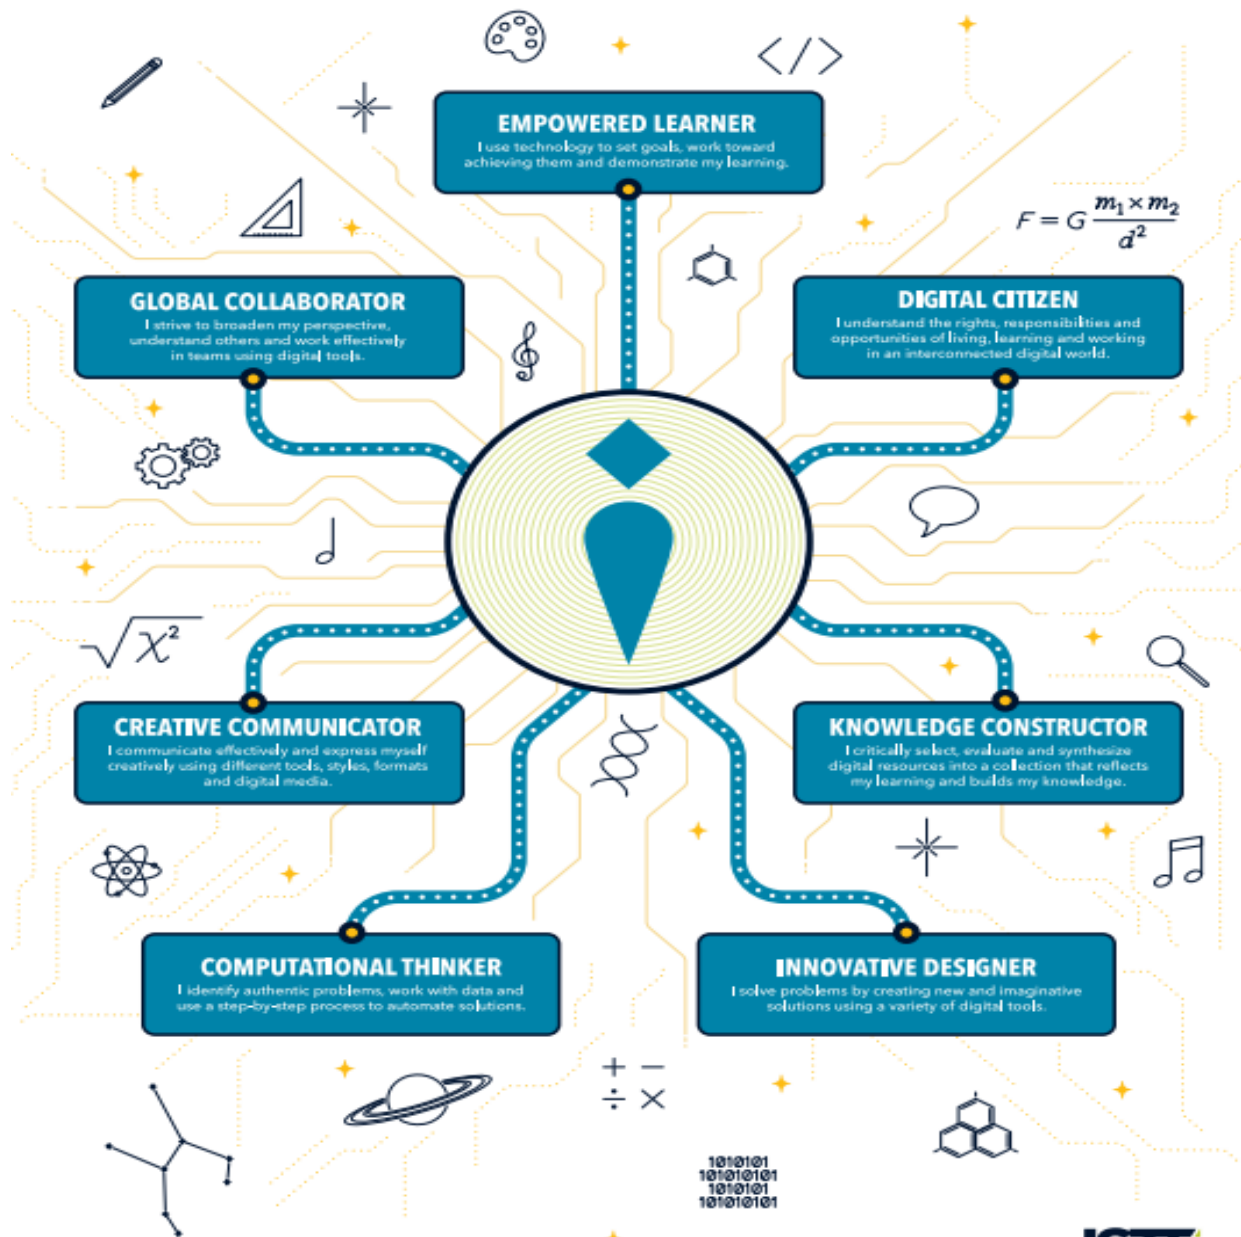 </>
EMPOWERED LEARNER
I use technology to set goals, work toward
achieving them and demonstrate my learning.
F = G m₁ × m₂ / d²
GLOBAL COLLABORATOR
I strive to broaden my perspective,
understand others and work effectively
in teams using digital tools.
DIGITAL CITIZEN
I understand the rights, responsibilities and
opportunities of living, learning and working
in an interconnected digital world.
√x²
CREATIVE COMMUNICATOR
I communicate effectively and express myself
creatively using different tools, styles, formats
and digital media.
KNOWLEDGE CONSTRUCTOR
I critically select, evaluate and synthesize
digital resources into a collection that reflects
my learning and builds my knowledge.
COMPUTATIONAL THINKER
I identify authentic problems, work with data and
use a step-by-step process to automate solutions.
INNOVATIVE DESIGNER
I solve problems by creating new and imaginative
solutions using a variety of digital tools.
+ −
÷ ×
1010101
101010101
1010101
101010101